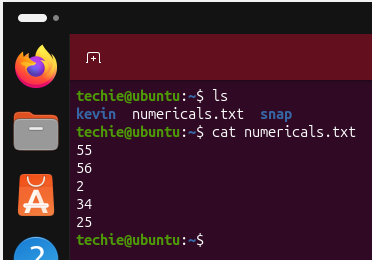 techie@ubuntu:~$ ls
kevin numericals.txt snap
techie@ubuntu:~$ cat numericals.txt
55
56
2
34
25
techie@ubuntu:~$
?